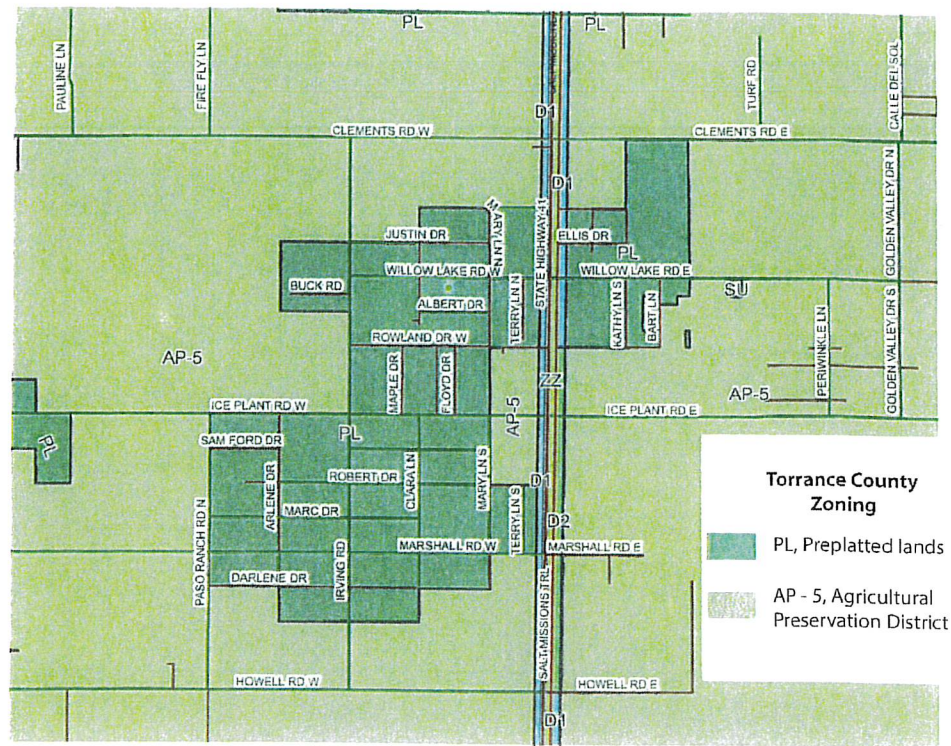 PL
PL
PAULINE LN
FIRE FLY LN
TURF RD
CALLE DEL SOL
D1
CLEMENTS RD W
CLEMENTS RD E
D1
MARY LN N
STATE HIGHWAY 41
GOLDEN VALLEY DR N
JUSTIN DR
ELLIS DR
PL
WILLOW LAKE RD W
WILLOW LAKE RD E
BUCK RD
ALBERT DR
TERRY LN N
KATHY LN S
BART LN
SU
PERIWINKLE LN
GOLDEN VALLEY DR S
ROWLAND DR W
AP-5
MAPLE DR
FLOYD DR
ZZ
AP-5
AP-5
ICE PLANT RD W
ICE PLANT RD E
PL
SAM FORD DR
PL
ROBERT DR
CLARA LN
MARY LN S
D1
ARLENE DR
MARC DR
TERRY LN S
D2
PASO RANCH RD N
MARSHALL RD W
MARSHALL RD E
DARLENE DR
IRVING RD
SALT MISSIONS TRL
HOWELL RD W
HOWELL RD E
D1
Torrance County
Zoning
PL, Preplatted lands
AP - 5, Agricultural
Preservation District